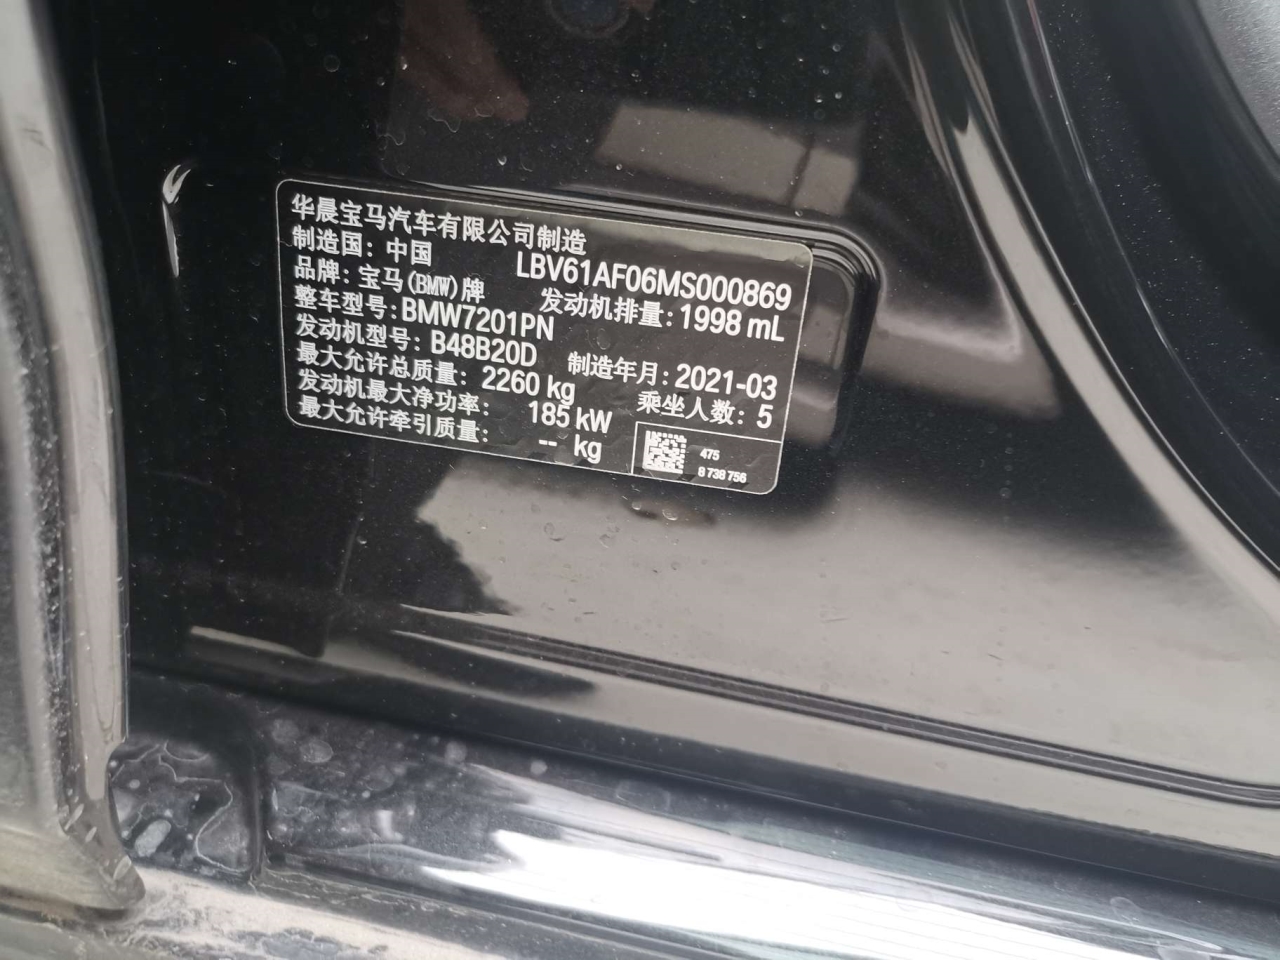 华晨宝马汽车有限公司制造
制造国: 中国
LBV61AF06MS000869
品牌: 宝马(BMW)牌
发动机排量: 1998 mL
整车型号: BMW7201PN
发动机型号: B48B20D
制造年月: 2021-03
最大允许总质量: 2260 kg
乘坐人数: 5
发动机最大净功率: 185 kW
最大允许牵引质量: -- kg
475
8 738 756